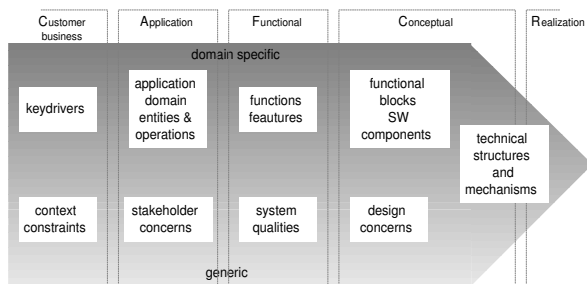 Customer
business
Application
Functional
Conceptual
Realization
domain specific
keydrivers
application
domain
entities &
operations
functions
feautures
functional
blocks
SW
components
technical
structures
and
mechanisms
context
constraints
stakeholder
concerns
system
qualities
design
concerns
generic